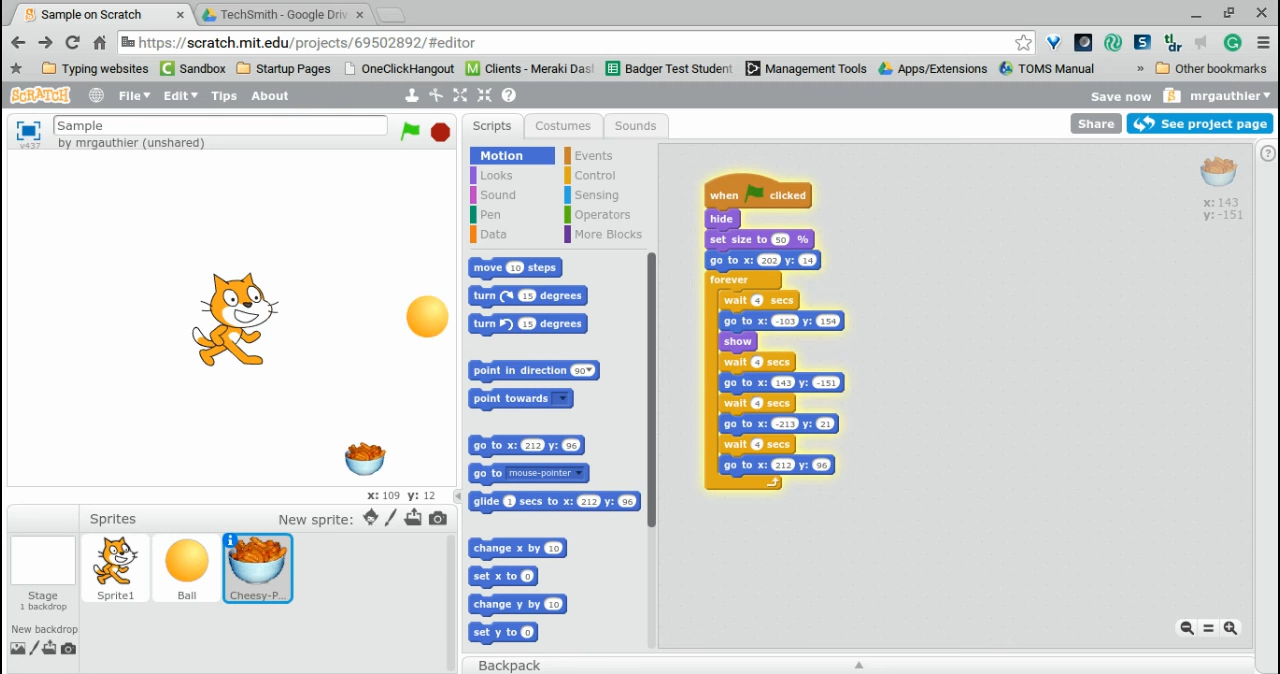 Sample on Scratch
TechSmith - Google Driv
https://scratch.mit.edu/projects/69502892/#editor
Typing websites Sandbox Startup Pages OneClickHangout Clients - Meraki Das Badger Test Student Management Tools Apps/Extensions TOMS Manual » Other bookmarks
SCRATCH File Edit Tips About Save now mrgauthier
Sample
by mrgauthier (unshared)
v437
Scripts Costumes Sounds
Share See project page
Motion Events
Looks Control
Sound Sensing
Pen Operators
Data More Blocks
move 10 steps
turn 15 degrees
turn 15 degrees
point in direction 90
point towards
go to x: 212 y: 96
go to mouse-pointer
glide 1 secs to x: 212 y: 96
change x by 10
set x to 0
change y by 10
set y to 0
when clicked
hide
set size to 50 %
go to x: 202 y: 14
forever
wait 4 secs
go to x: -103 y: 154
show
wait 4 secs
go to x: 143 y: -151
wait 4 secs
go to x: -213 y: 21
wait 4 secs
go to x: 212 y: 96
x: 143
y: -151
x: 109 y: 12
Sprites New sprite:
Stage
1 backdrop
New backdrop
Sprite1
Ball
Cheesy-P...
Backpack